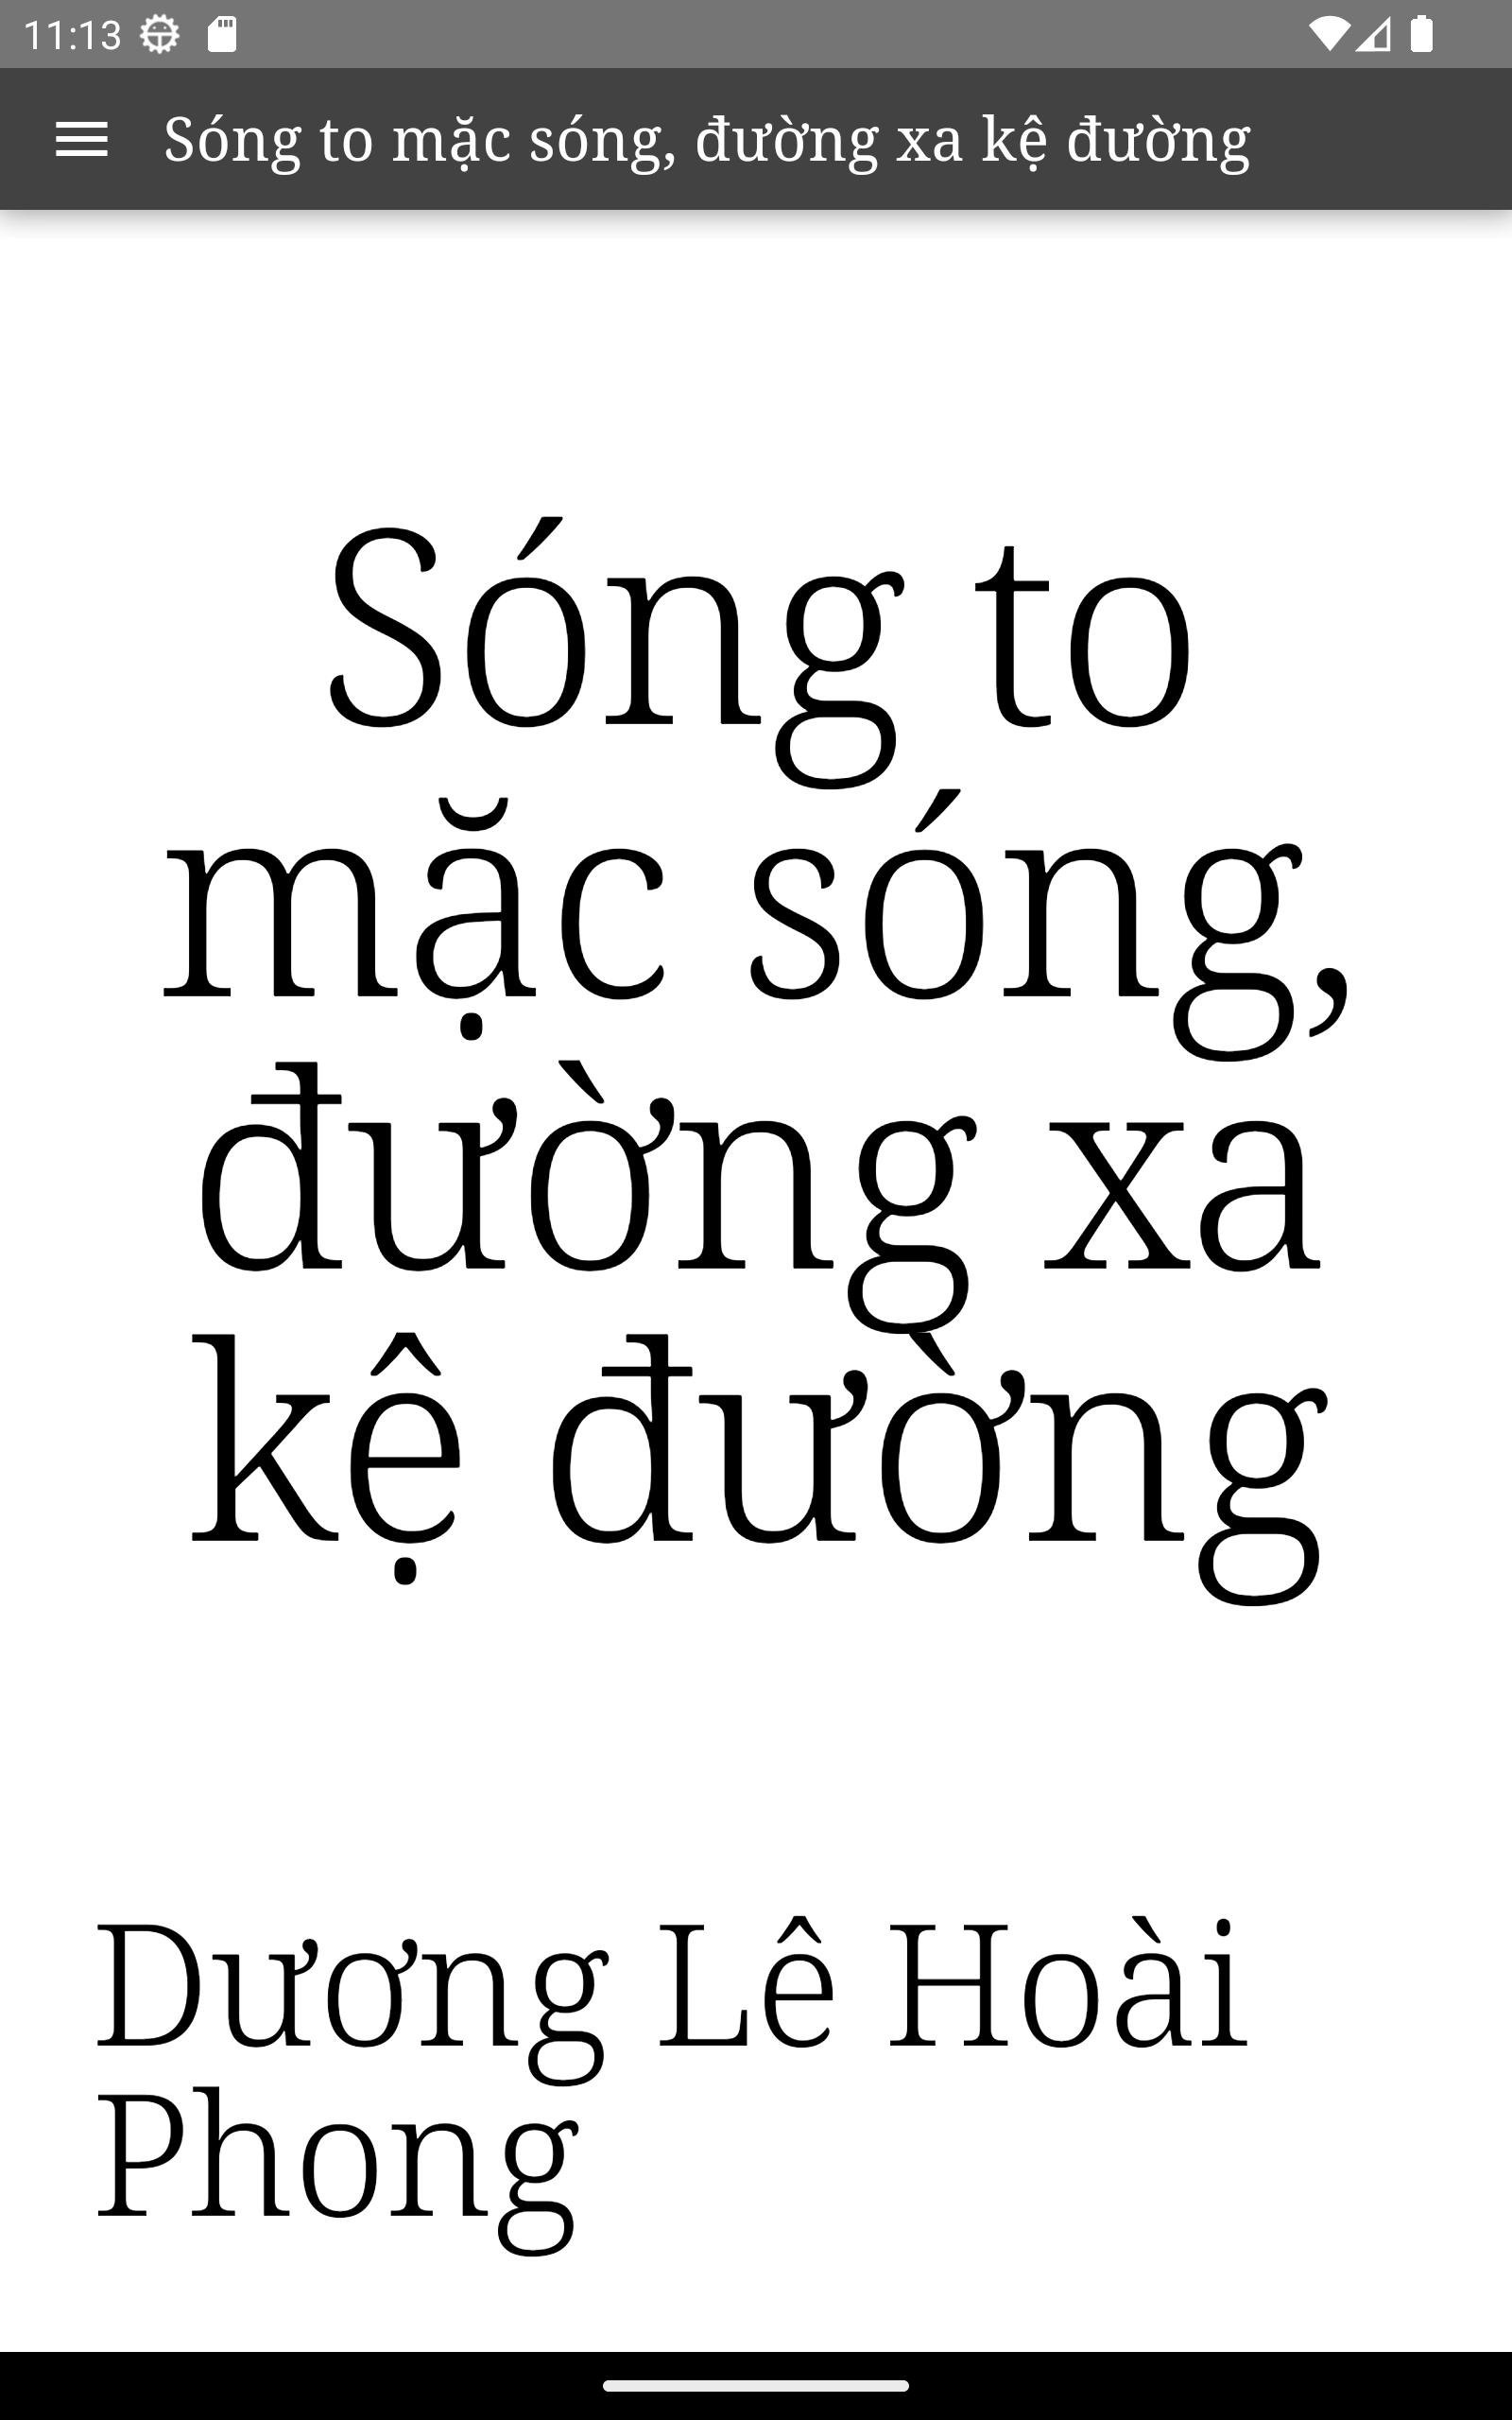 11:13
Sóng to mặc sóng, đường xa kệ đường
Sóng to
mặc sóng,
đường xa
kệ đường
Dương Lê Hoài
Phong